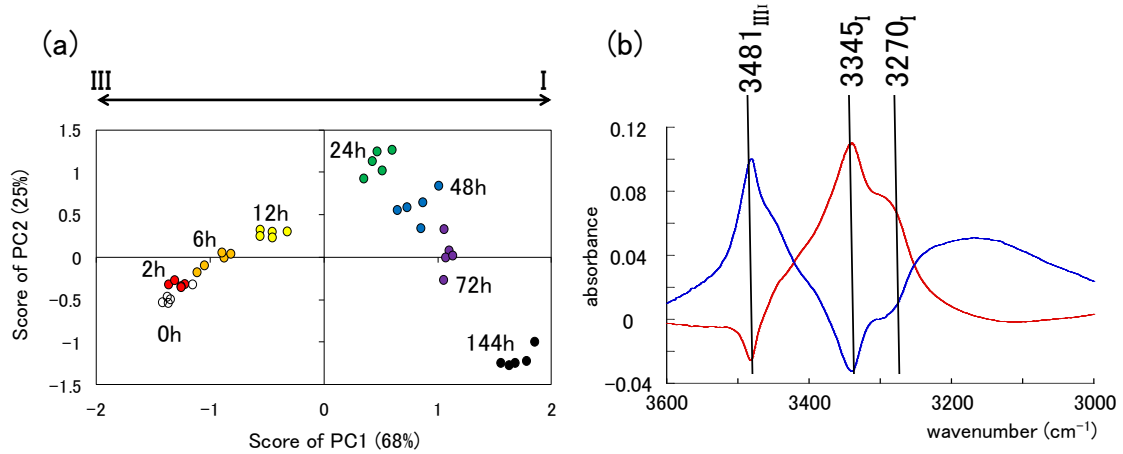 (a)
III
I
1.5
1
0.5
0
−0.5
−1
−1.5
−2
−1
0
1
2
Score of PC2 (25%)
Score of PC1 (68%)
0h
2h
6h
12h
24h
48h
72h
144h
(b)
3481III
3345I
3270I
0.12
0.08
0.04
0
-0.04
absorbance
3600
3400
3200
3000
wavenumber (cm−1)